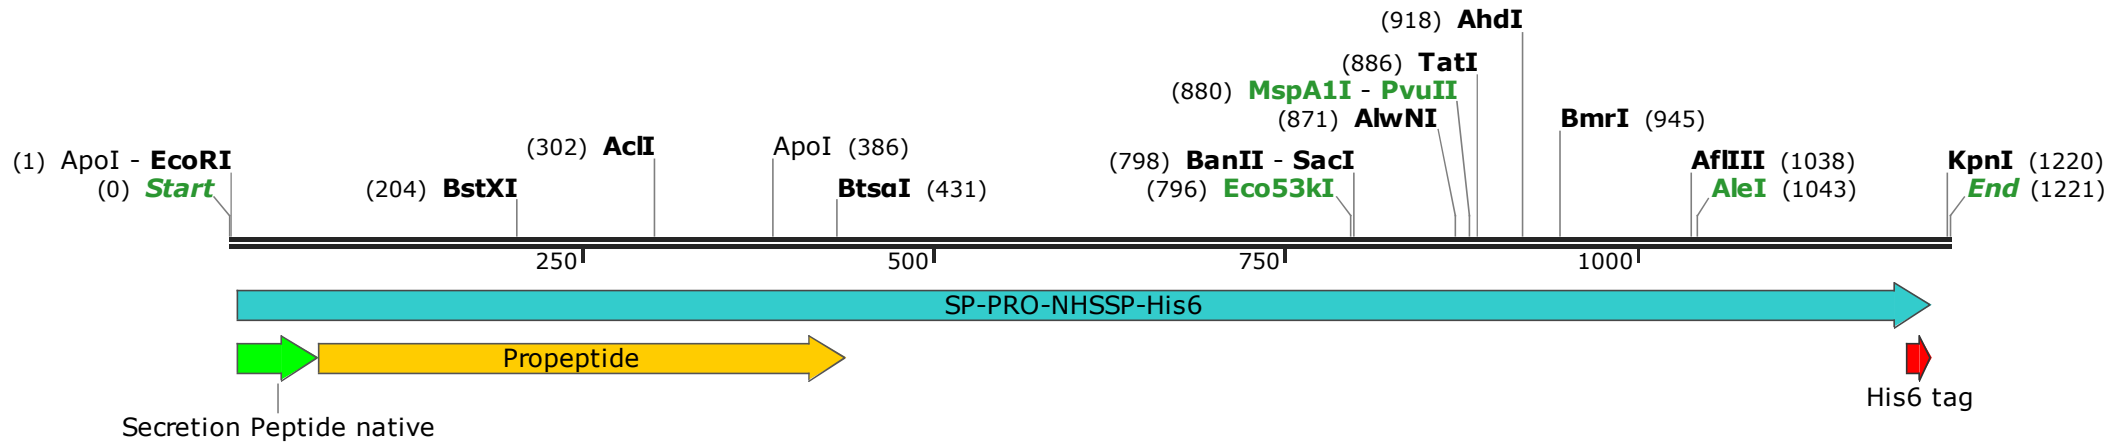 (918) AhdI
(886) TatI
(880) MspA1I - PvuII
(871) AlwNI
BmrI (945)
(302) AclI
ApoI (386)
(1) ApoI - EcoRI
(798) BanII - SacI
AflIII (1038)
KpnI (1220)
(0) Start
(204) BstXI
BtsαI (431)
(796) Eco53kI
AleI (1043)
End (1221)
250
500
750
1000
SP-PRO-NHSSP-His6
Propeptide
His6 tag
Secretion Peptide native